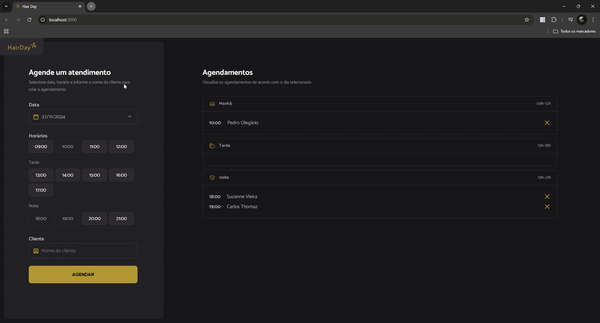 Hair Day
localhost:3000
Todos os marcadores
HairDay
Agende um atendimento
Selecione data, horário e informe o nome do cliente para
criar o agendamento
Data
27/11/2024
Horários
09:00 10:00 11:00 12:00
Tarde
13:00 14:00 15:00 16:00
17:00
Noite
18:00 19:00 20:00 21:00
Cliente
Nome do cliente
AGENDAR
Agendamentos
Visualize os agendamentos de acordo com o dia selecionado
Manhã 09h-12h
10:00 Pedro Olegário
Tarde 13h-18h
noite
18:00 Suzanne Vieira
19:00 Carlos Thomaz